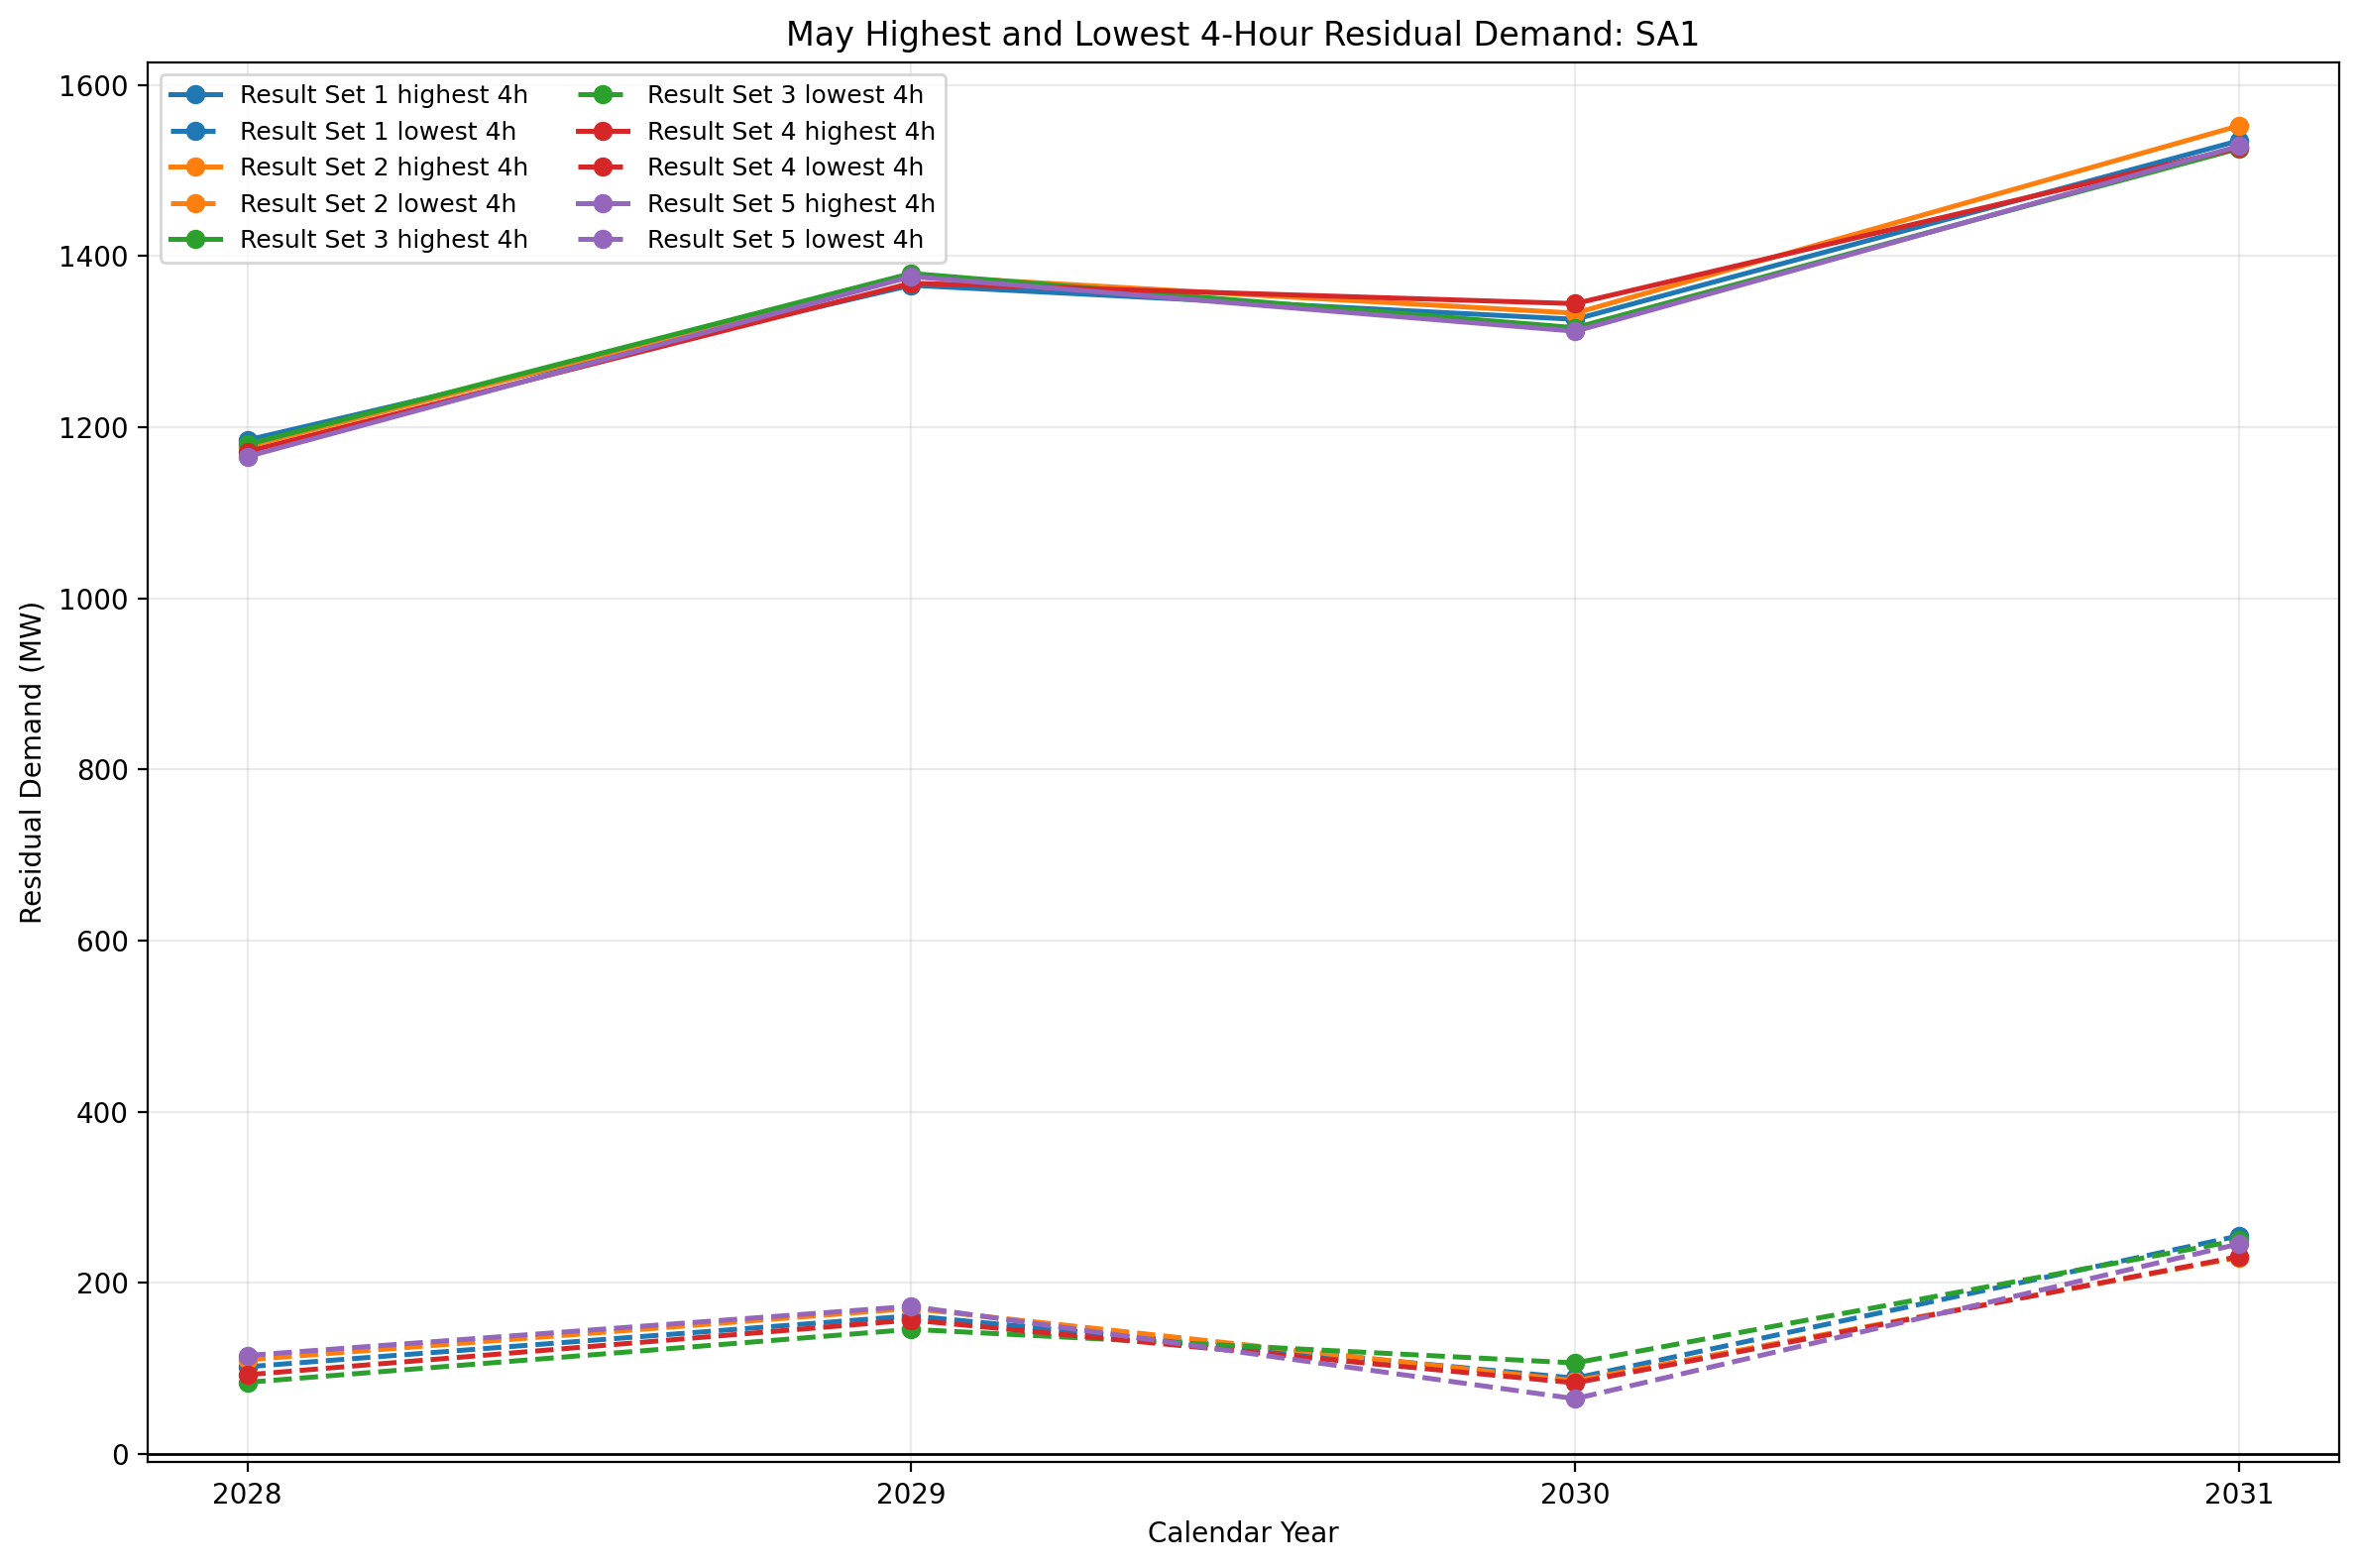 May Highest and Lowest 4-Hour Residual Demand: SA1
Result Set 1 highest 4h
Result Set 1 lowest 4h
Result Set 2 highest 4h
Result Set 2 lowest 4h
Result Set 3 highest 4h
Result Set 3 lowest 4h
Result Set 4 highest 4h
Result Set 4 lowest 4h
Result Set 5 highest 4h
Result Set 5 lowest 4h
Residual Demand (MW)
1600
1400
1200
1000
800
600
400
200
0
2028
2029
2030
2031
Calendar Year